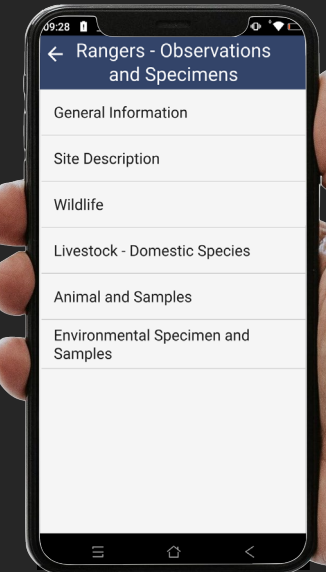 09:28
Rangers - Observations
and Specimens
General Information
Site Description
Wildlife
Livestock - Domestic Species
Animal and Samples
Environmental Specimen and
Samples